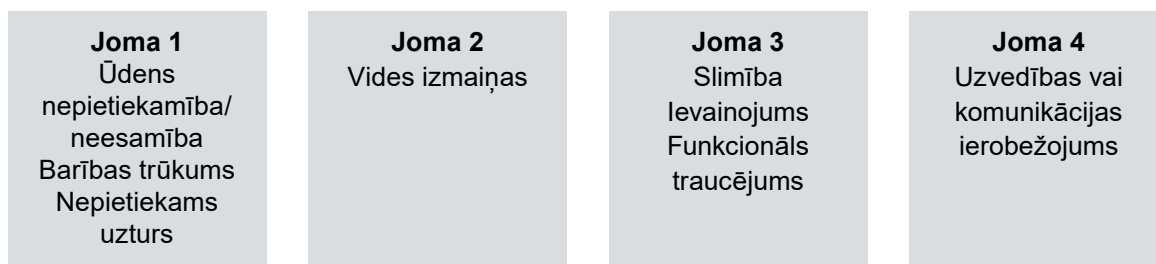 Joma 1
Ūdens
nepietiekamība/
neesamība
Barības trūkums
Nepietiekams
uzturs
Joma 2
Vides izmaiņas
Joma 3
Slimība
Ievainojums
Funkcionāls
traucējums
Joma 4
Uzvedības vai
komunikācijas
ierobežojums